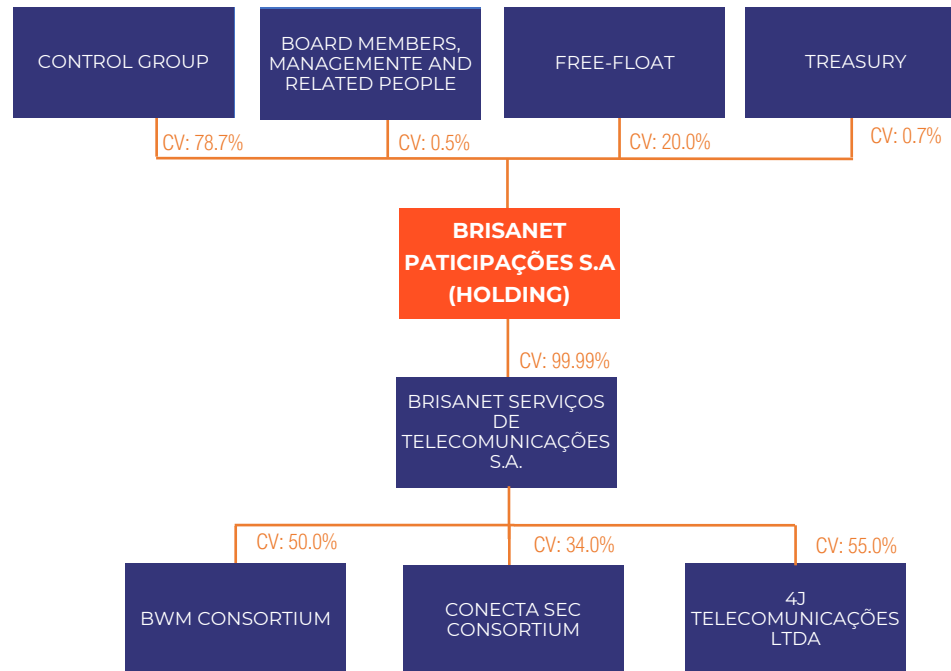 CONTROL GROUP
BOARD MEMBERS,
MANAGEMENTE AND
RELATED PEOPLE
FREE-FLOAT
TREASURY
CV: 78.7%
CV: 0.5%
CV: 20.0%
CV: 0.7%
BRISANET
PATICIPAÇÕES S.A
(HOLDING)
CV: 99.99%
BRISANET SERVIÇOS
DE
TELECOMUNICAÇÕES
S.A.
CV: 50.0%
CV: 34.0%
CV: 55.0%
BWM CONSORTIUM
CONECTA SEC
CONSORTIUM
4J
TELECOMUNICAÇÕES
LTDA